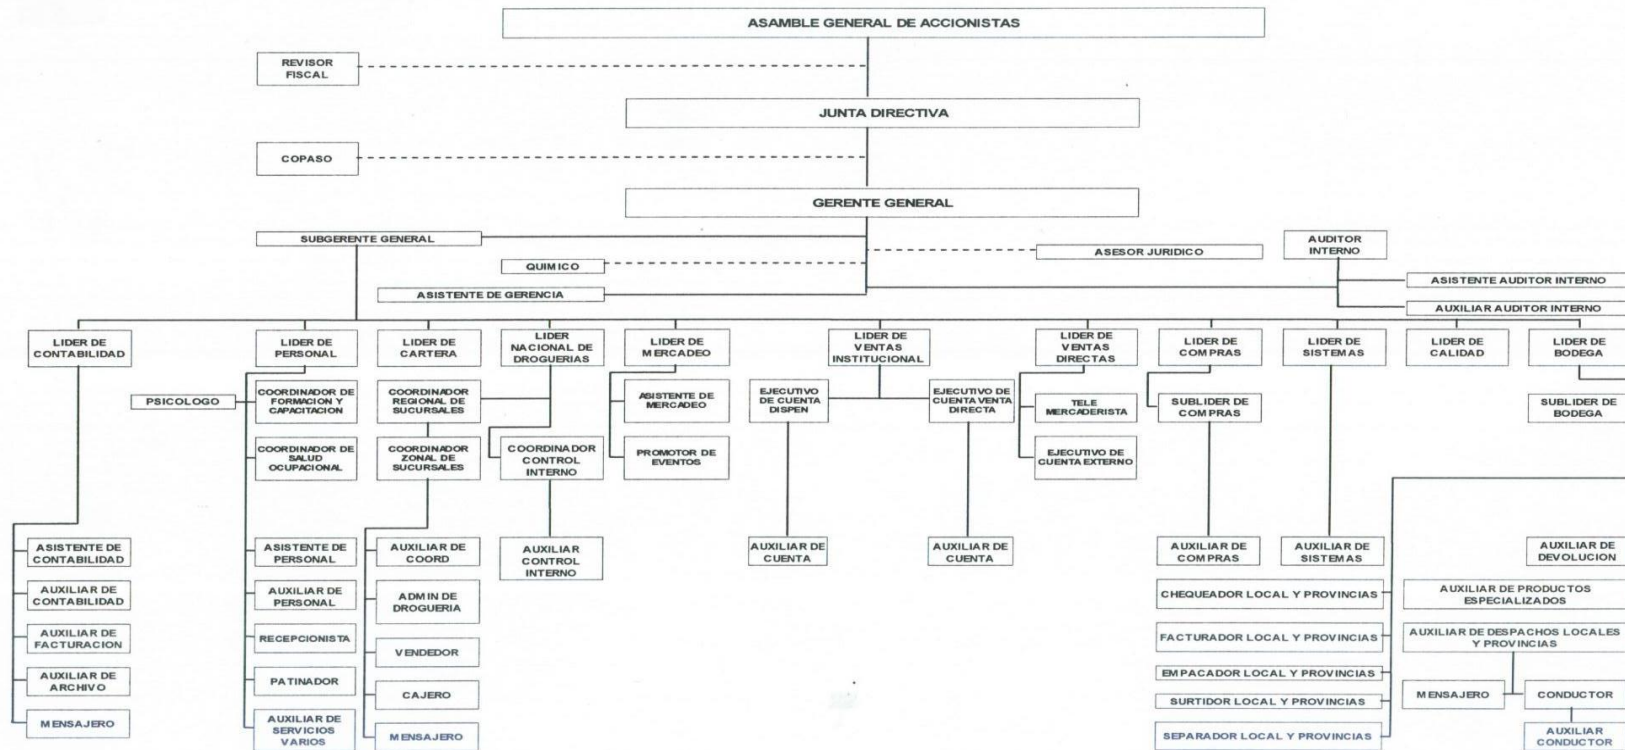 ASAMBLE GENERAL DE ACCIONISTAS
REVISOR
FISCAL
JUNTA DIRECTIVA
COPASO
GERENTE GENERAL
SUBGERENTE GENERAL
ASESOR JURIDICO
AUDITOR
INTERNO
QUIMICO
ASISTENTE DE GERENCIA
ASISTENTE AUDITOR INTERNO
AUXILIAR AUDITOR INTERNO
LIDER DE
CONTABILIDAD
LIDER DE
PERSONAL
LIDER DE
CARTERA
LIDER
NACIONAL DE
DROGUERIAS
LIDER DE
MERCADEO
LIDER DE
VENTAS
INSTITUCIONAL
LIDER DE
VENTAS
DIRECTAS
LIDER DE
COMPRAS
LIDER DE
SISTEMAS
LIDER DE
CALIDAD
LIDER DE
BODEGA
PSICOLOGO
COORDINADOR DE
FORMACION Y
CAPACITACION
COORDINADOR
REGIONAL DE
SUCURSALES
ASISTENTE DE
MERCADEO
EJECUTIVO
DE CUENTA
DISPEN
EJECUTIVO DE
CUENTA VENTA
DIRECTA
TELE
MERCADERISTA
SUBLIDER DE
COMPRAS
SUBLIDER DE
BODEGA
COORDINADOR DE
SALUD
OCUPACIONAL
COORDINADOR
ZONAL DE
SUCURSALES
COORDINADOR
CONTROL
INTERNO
PROMOTOR DE
EVENTOS
EJECUTIVO DE
CUENTA EXTERNO
ASISTENTE DE
CONTABILIDAD
ASISTENTE DE
PERSONAL
AUXILIAR DE
COORD
AUXILIAR
CONTROL
INTERNO
AUXILIAR DE
CUENTA
AUXILIAR DE
CUENTA
AUXILIAR DE
COMPRAS
AUXILIAR DE
SISTEMAS
AUXILIAR DE
DEVOLUCION
AUXILIAR DE
CONTABILIDAD
AUXILIAR DE
PERSONAL
ADMIN DE
DROGUERIA
CHEQUEADOR LOCAL Y PROVINCIAS
AUXILIAR DE PRODUCTOS
ESPECIALIZADOS
AUXILIAR DE
FACTURACION
RECEPCIONISTA
VENDEDOR
FACTURADOR LOCAL Y PROVINCIAS
AUXILIAR DE DESPACHOS LOCALES
Y PROVINCIAS
AUXILIAR DE
ARCHIVO
PATINADOR
CAJERO
EMPACADOR LOCAL Y PROVINCIAS
SURTIDOR LOCAL Y PROVINCIAS
MENSAJERO
CONDUCTOR
MENSAJERO
AUXILIAR DE
SERVICIOS
VARIOS
MENSAJERO
SEPARADOR LOCAL Y PROVINCIAS
AUXILIAR
CONDUCTOR